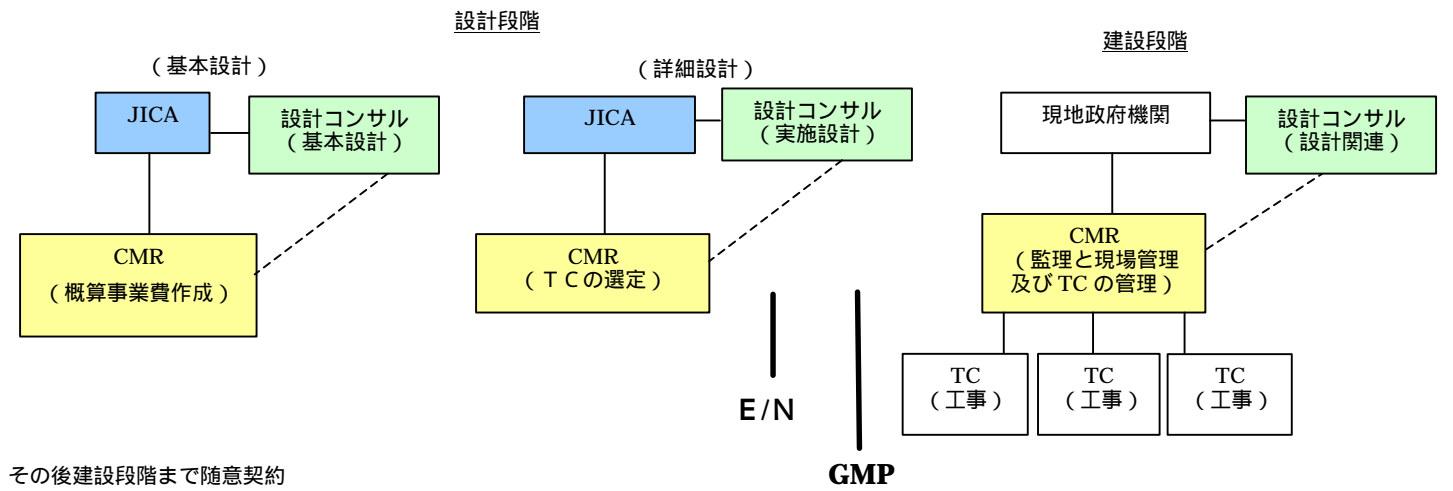 設計段階
建設段階
（基本設計）
JICA
設計コンサル
（基本設計）
CMR
（概算事業費作成）
（詳細設計）
JICA
設計コンサル
（実施設計）
CMR
（ＴＣの選定）
E/N
GMP
現地政府機関
設計コンサル
（設計関連）
CMR
（監理と現場管理
及び TC の管理）
TC
（工事）
TC
（工事）
TC
（工事）
その後建設段階まで随意契約